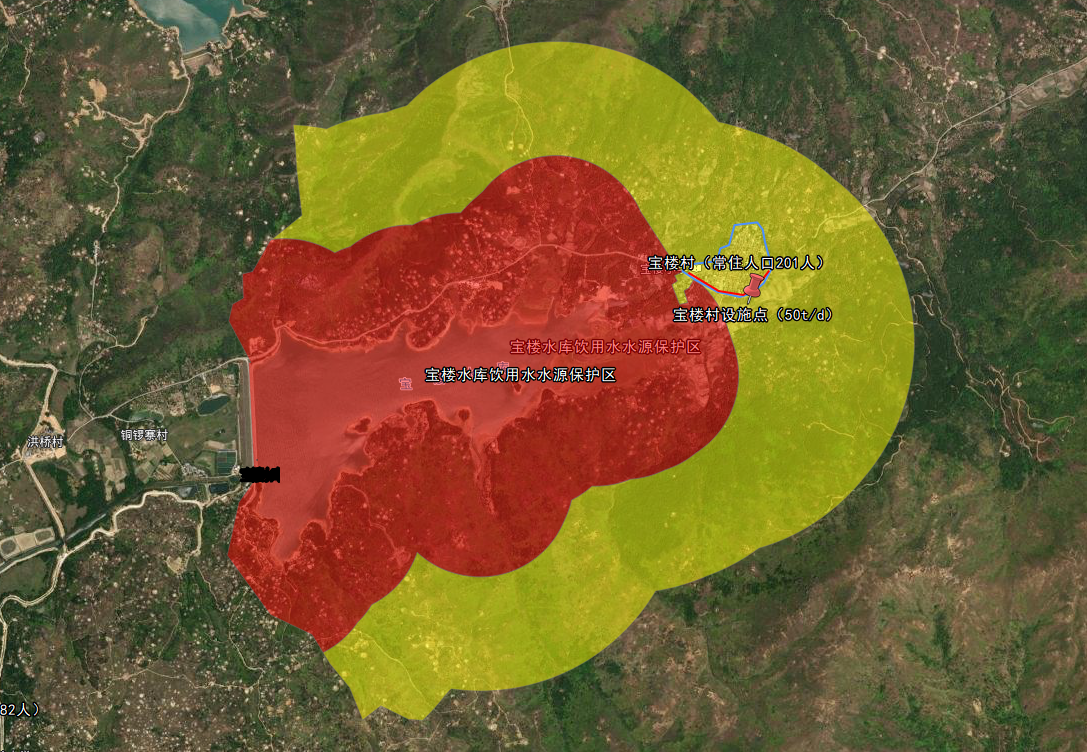 宝楼村（常住人口201人）
宝楼村设施点（50t/d）
宝楼水库饮用水水源保护区
宝楼水库饮用水水源保护区
宝
铜锣寨村
洪桥村
82人）